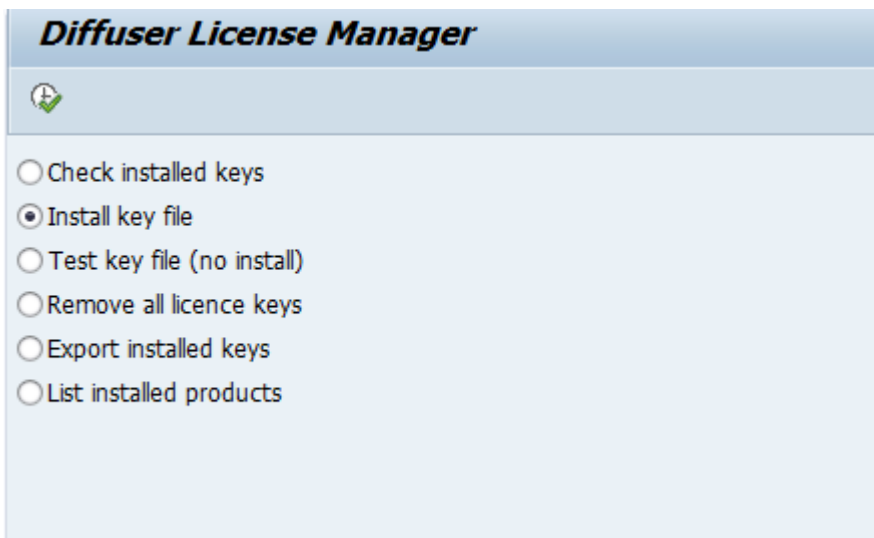 Diffuser License Manager
Check installed keys
Install key file
Test key file (no install)
Remove all licence keys
Export installed keys
List installed products